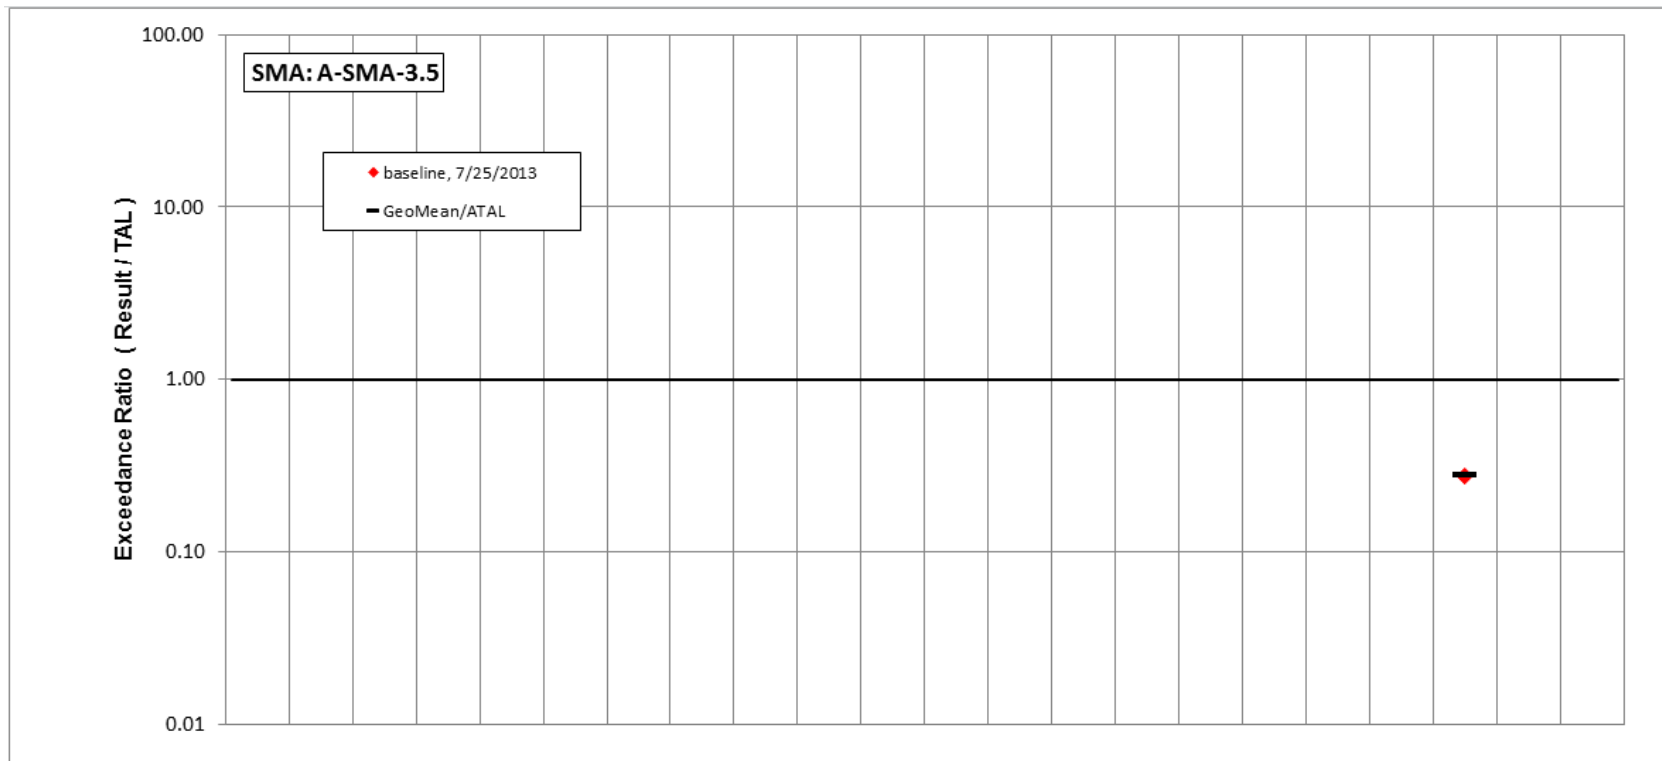 100.00
SMA: A-SMA-3.5
baseline, 7/25/2013
10.00
GeoMean/ATAL
Exceedance Ratio ( Result / TAL )
1.00
0.10
0.01